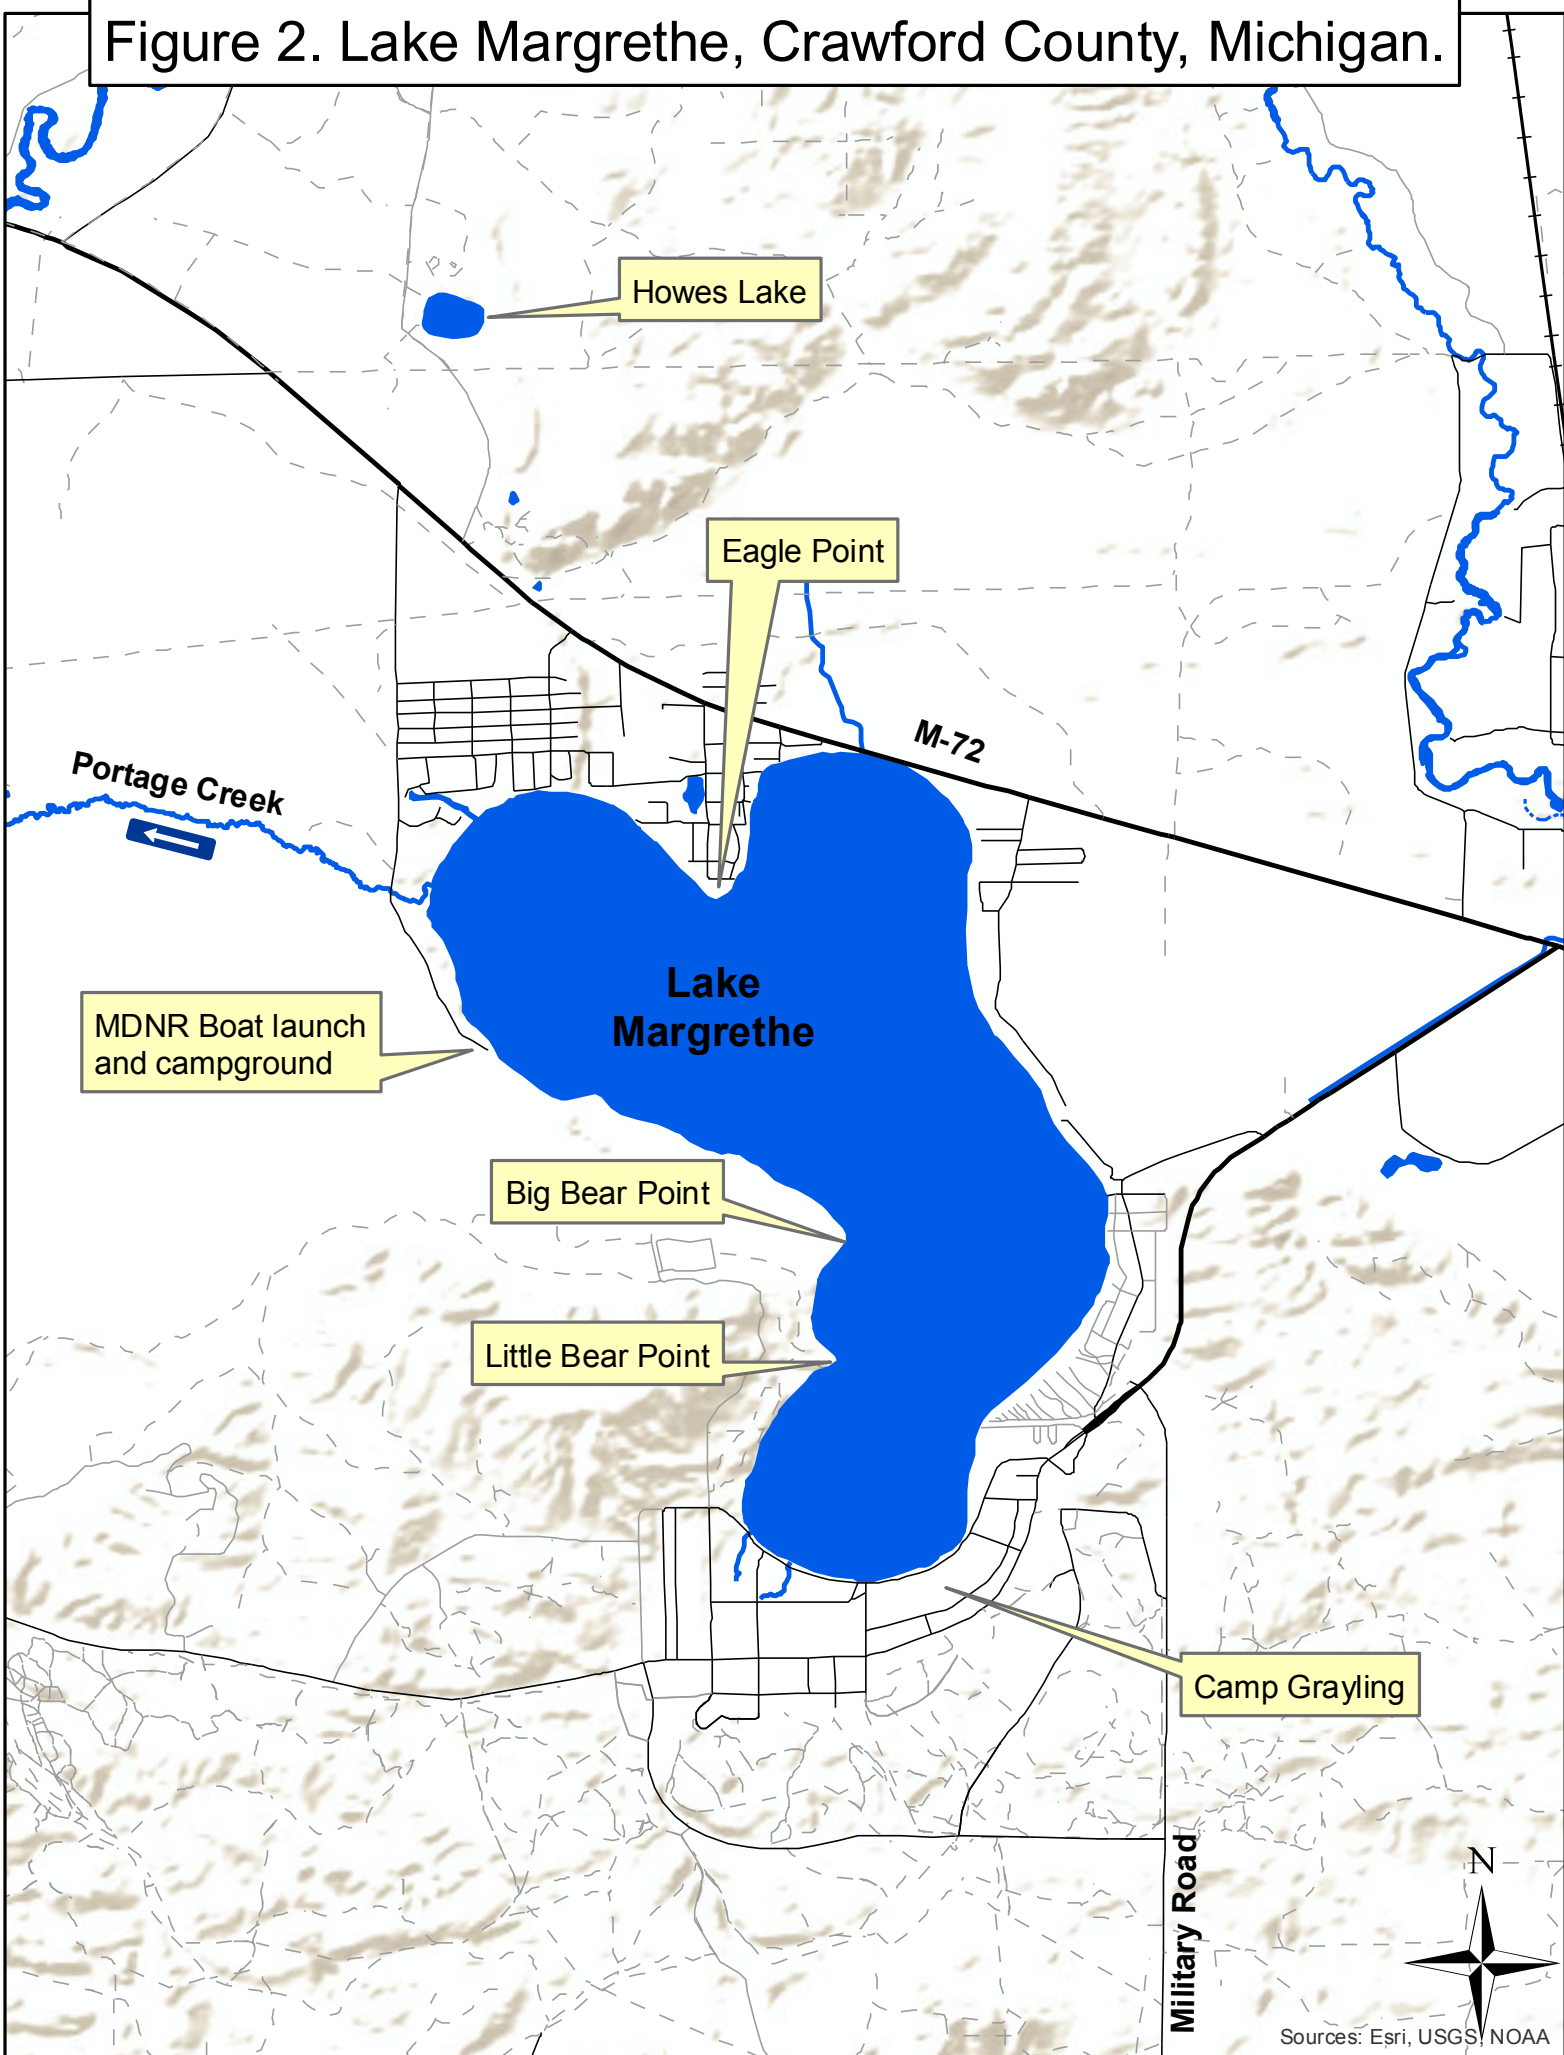 Figure 2. Lake Margrethe, Crawford County, Michigan.
Howes Lake
Eagle Point
M-72
Portage Creek
Lake
Margrethe
MDNR Boat launch
and campground
Big Bear Point
Little Bear Point
Camp Grayling
Military Road
N
Sources: Esri, USGS, NOAA